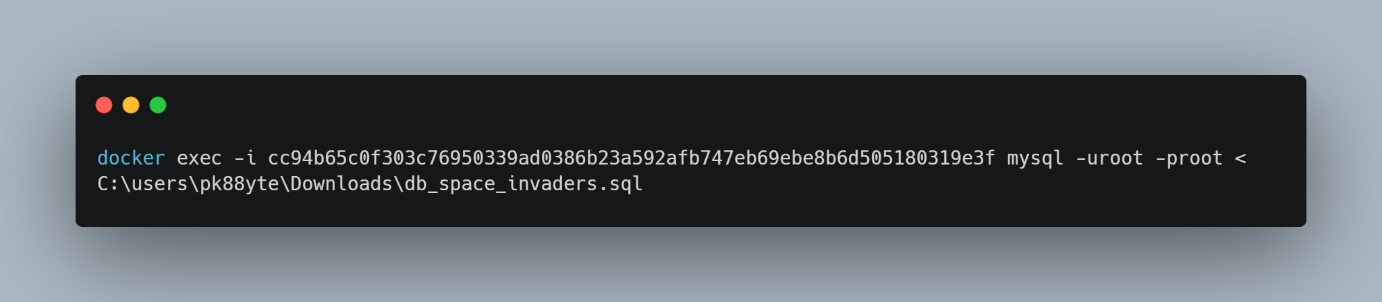 docker exec -i cc94b65c0f303c76950339ad0386b23a592afb747eb69ebe8b6d505180319e3f mysql -uroot -proot <
C:\users\pk88yte\Downloads\db_space_invaders.sql